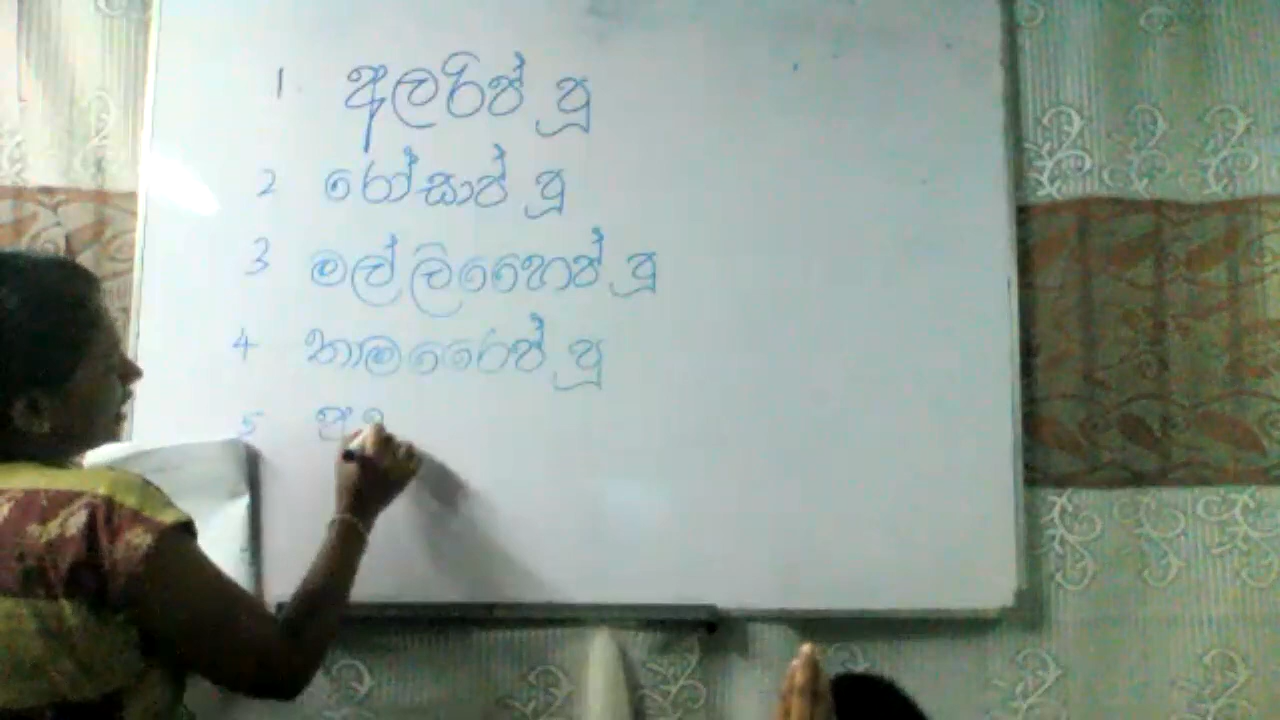 1 අලරිප් පූ
2 රෝසාප් පූ
3 මල්ලිහෛප් පූ
4 තාමරෛප් පූ
5